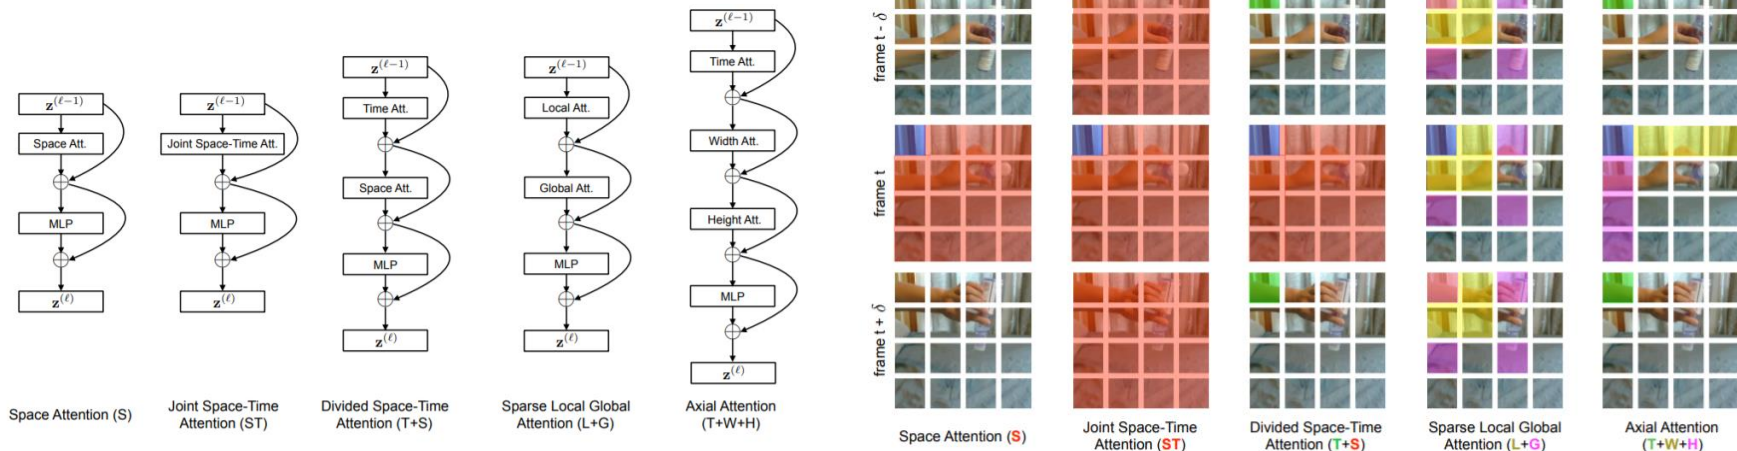 z^(ℓ−1)
Space Att.
MLP
z^(ℓ)
Space Attention (S)
z^(ℓ−1)
Joint Space-Time Att.
MLP
z^(ℓ)
Joint Space-Time
Attention (ST)
z^(ℓ−1)
Time Att.
Space Att.
MLP
z^(ℓ)
Divided Space-Time
Attention (T+S)
z^(ℓ−1)
Local Att.
Global Att.
MLP
z^(ℓ)
Sparse Local Global
Attention (L+G)
z^(ℓ−1)
Time Att.
Width Att.
Height Att.
MLP
z^(ℓ)
Axial Attention
(T+W+H)
frame t - δ
frame t
frame t + δ
Space Attention (S)
Joint Space-Time
Attention (ST)
Divided Space-Time
Attention (T+S)
Sparse Local Global
Attention (L+G)
Axial Attention
(T+W+H)